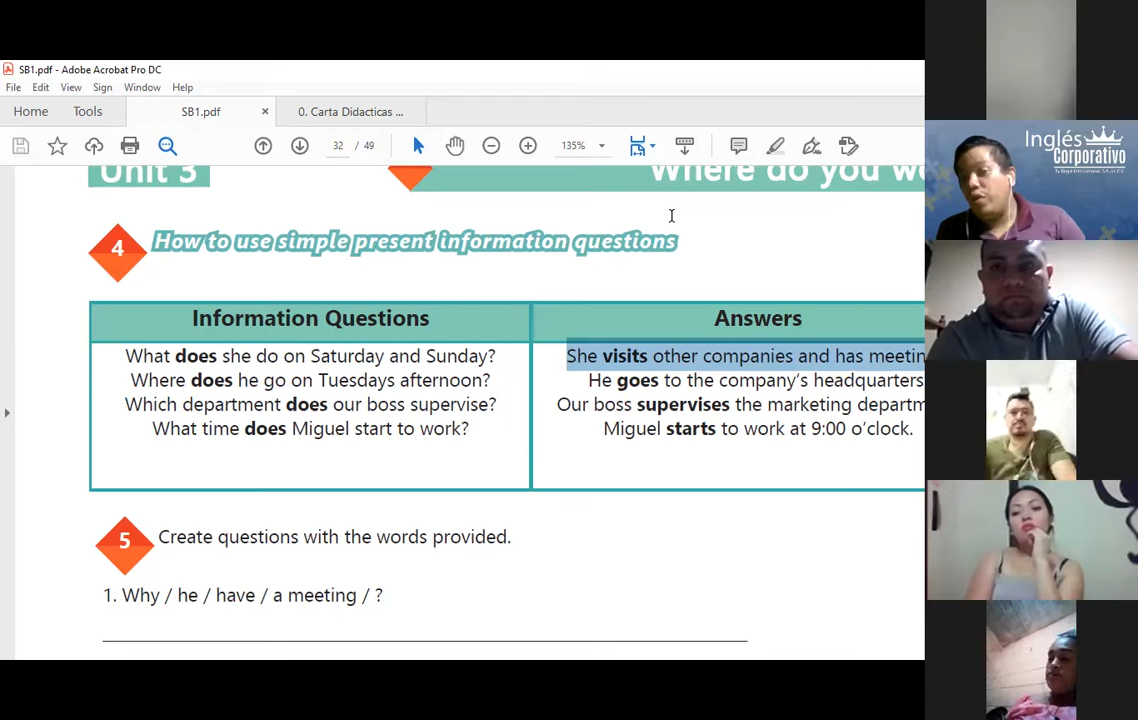 SB1.pdf - Adobe Acrobat Pro DC
File Edit View Sign Window Help
Home Tools SB1.pdf × 0. Carta Didacticas ...
32 / 49 135%
Unit 3 Where do you
4 How to use simple present information questions
Information Questions Answers
What does she do on Saturday and Sunday? She visits other companies and has
Where does he go on Tuesdays afternoon? He goes to the company's headquarters
Which department does our boss supervise? Our boss supervises the marketing
What time does Miguel start to work? Miguel starts to work at 9:00 o'clock.
5 Create questions with the words provided.
1. Why / he / have / a meeting / ?
Inglés
Corporativo